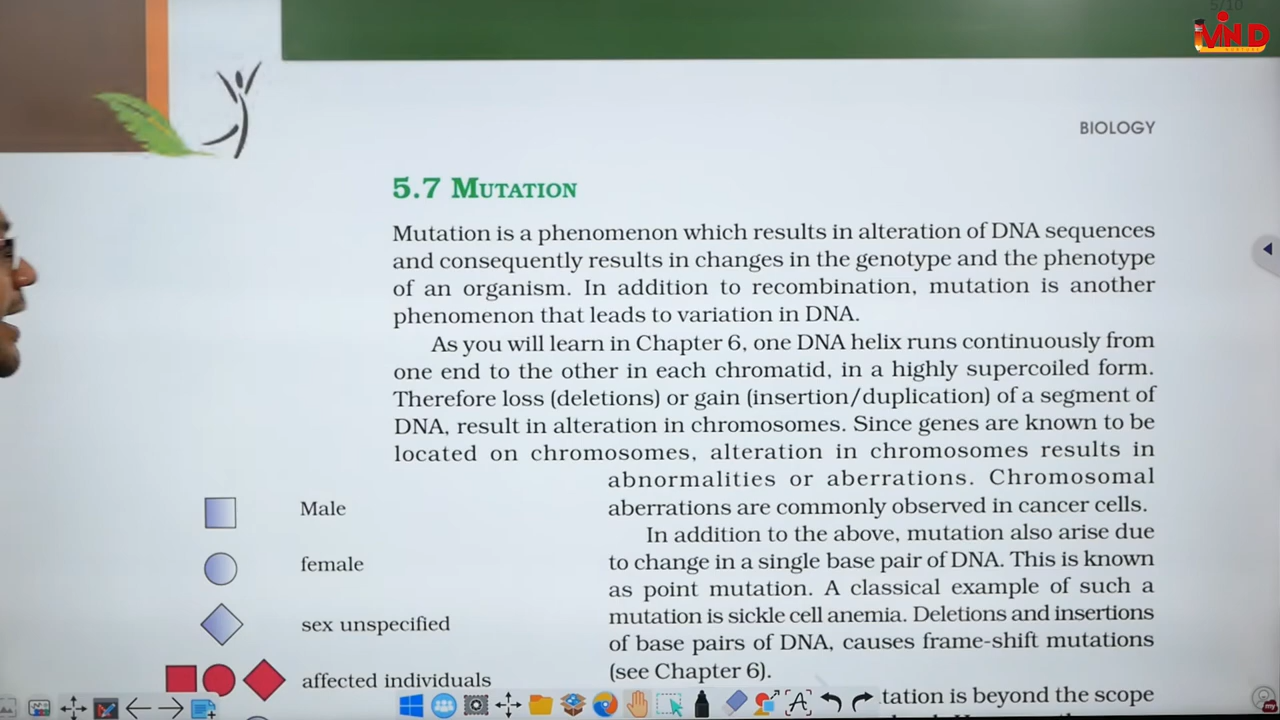 5/10
MIND
BIOLOGY
5.7 MUTATION
Mutation is a phenomenon which results in alteration of DNA sequences
and consequently results in changes in the genotype and the phenotype
of an organism. In addition to recombination, mutation is another
phenomenon that leads to variation in DNA.
As you will learn in Chapter 6, one DNA helix runs continuously from
one end to the other in each chromatid, in a highly supercoiled form.
Therefore loss (deletions) or gain (insertion/duplication) of a segment of
DNA, result in alteration in chromosomes. Since genes are known to be
located on chromosomes, alteration in chromosomes results in
abnormalities or aberrations. Chromosomal
aberrations are commonly observed in cancer cells.
In addition to the above, mutation also arise due
to change in a single base pair of DNA. This is known
as point mutation. A classical example of such a
mutation is sickle cell anemia. Deletions and insertions
of base pairs of DNA, causes frame-shift mutations
(see Chapter 6).
tation is beyond the scope
Male
female
sex unspecified
affected individuals